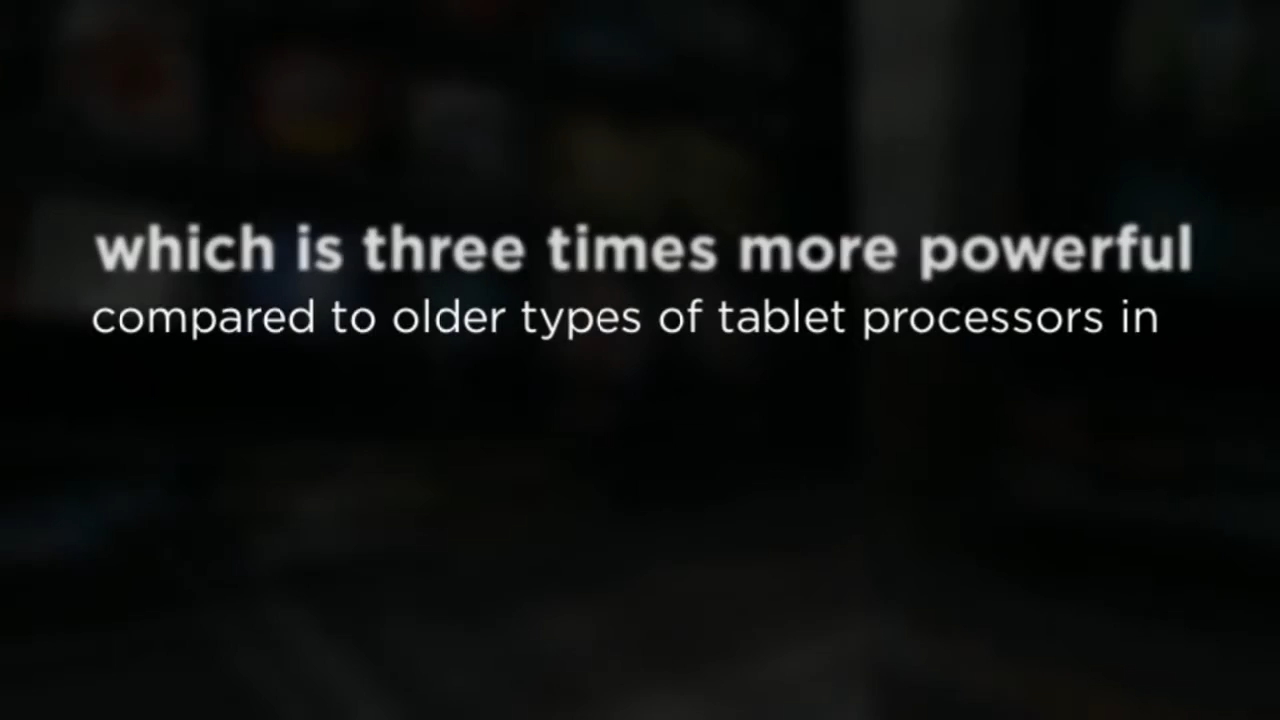 which is three times more powerful
compared to older types of tablet processors in